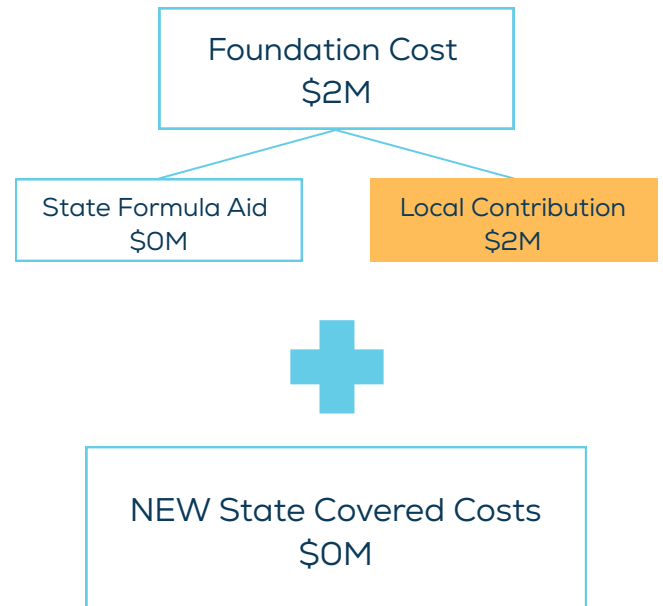 Foundation Cost
$2M
State Formula Aid
$0M
Local Contribution
$2M
NEW State Covered Costs
$0M